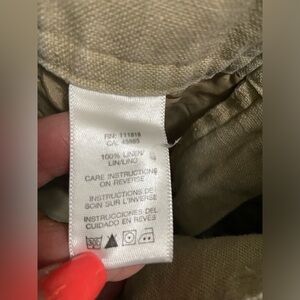 RN: 111818
CA: 45885
100% LINEN/
LIN/LINO
CARE INSTRUCTIONS
ON REVERSE
INSTRUCTIONS DE
SOIN SUR L'INVERSE
INSTRUCCIONES DEL
CUIDADO EN REVES